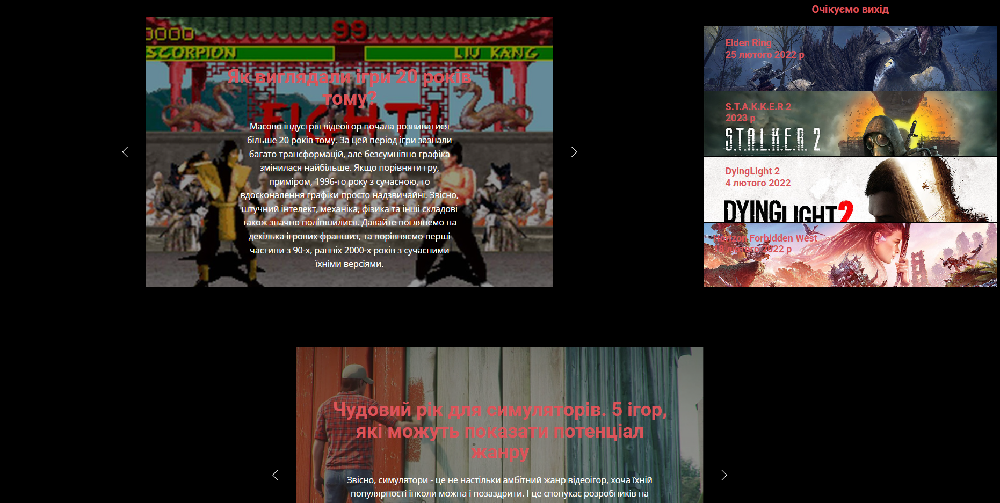 Очікуємо вихід
0000
99
SCORPION
LIU KANG
FIGHT!
Як виглядали ігри 20 років
тому?
Масово індустрія відеоігор почала розвиватися
більше 20 років тому. За цей період ігри зазнали
багато трансформацій, але безсумнівно графіка
змінилася найбільше. Якщо порівняти гру,
приміром, 1996-го року з сучасною, то
вдосконалення графіки просто надзвичайні. Звісно,
штучний інтелект, механіка, фізика та інші складові
також значно поліпшилися. Давайте поглянемо на
декілька ігрових франшиз, та порівняємо перші
частини з 90-х, ранніх 2000-х років з сучасними
їхніми версіями.
Elden Ring
25 лютого 2022 р
S.T.A.K.K.E.R 2
2023 р
S.T.A.L.K.E.R. 2
DyingLight 2
4 лютого 2022
DYING LIGHT 2
Horizon Forbidden West
18 лютого 2022 р
Чудовий рік для симуляторів. 5 ігор,
які можуть показати потенціал
жанру
Звісно, симулятори - це не настільки амбітний жанр відеоігор, хоча їхній
популярності інколи можна і позаздрити. І це спонукає розробників на